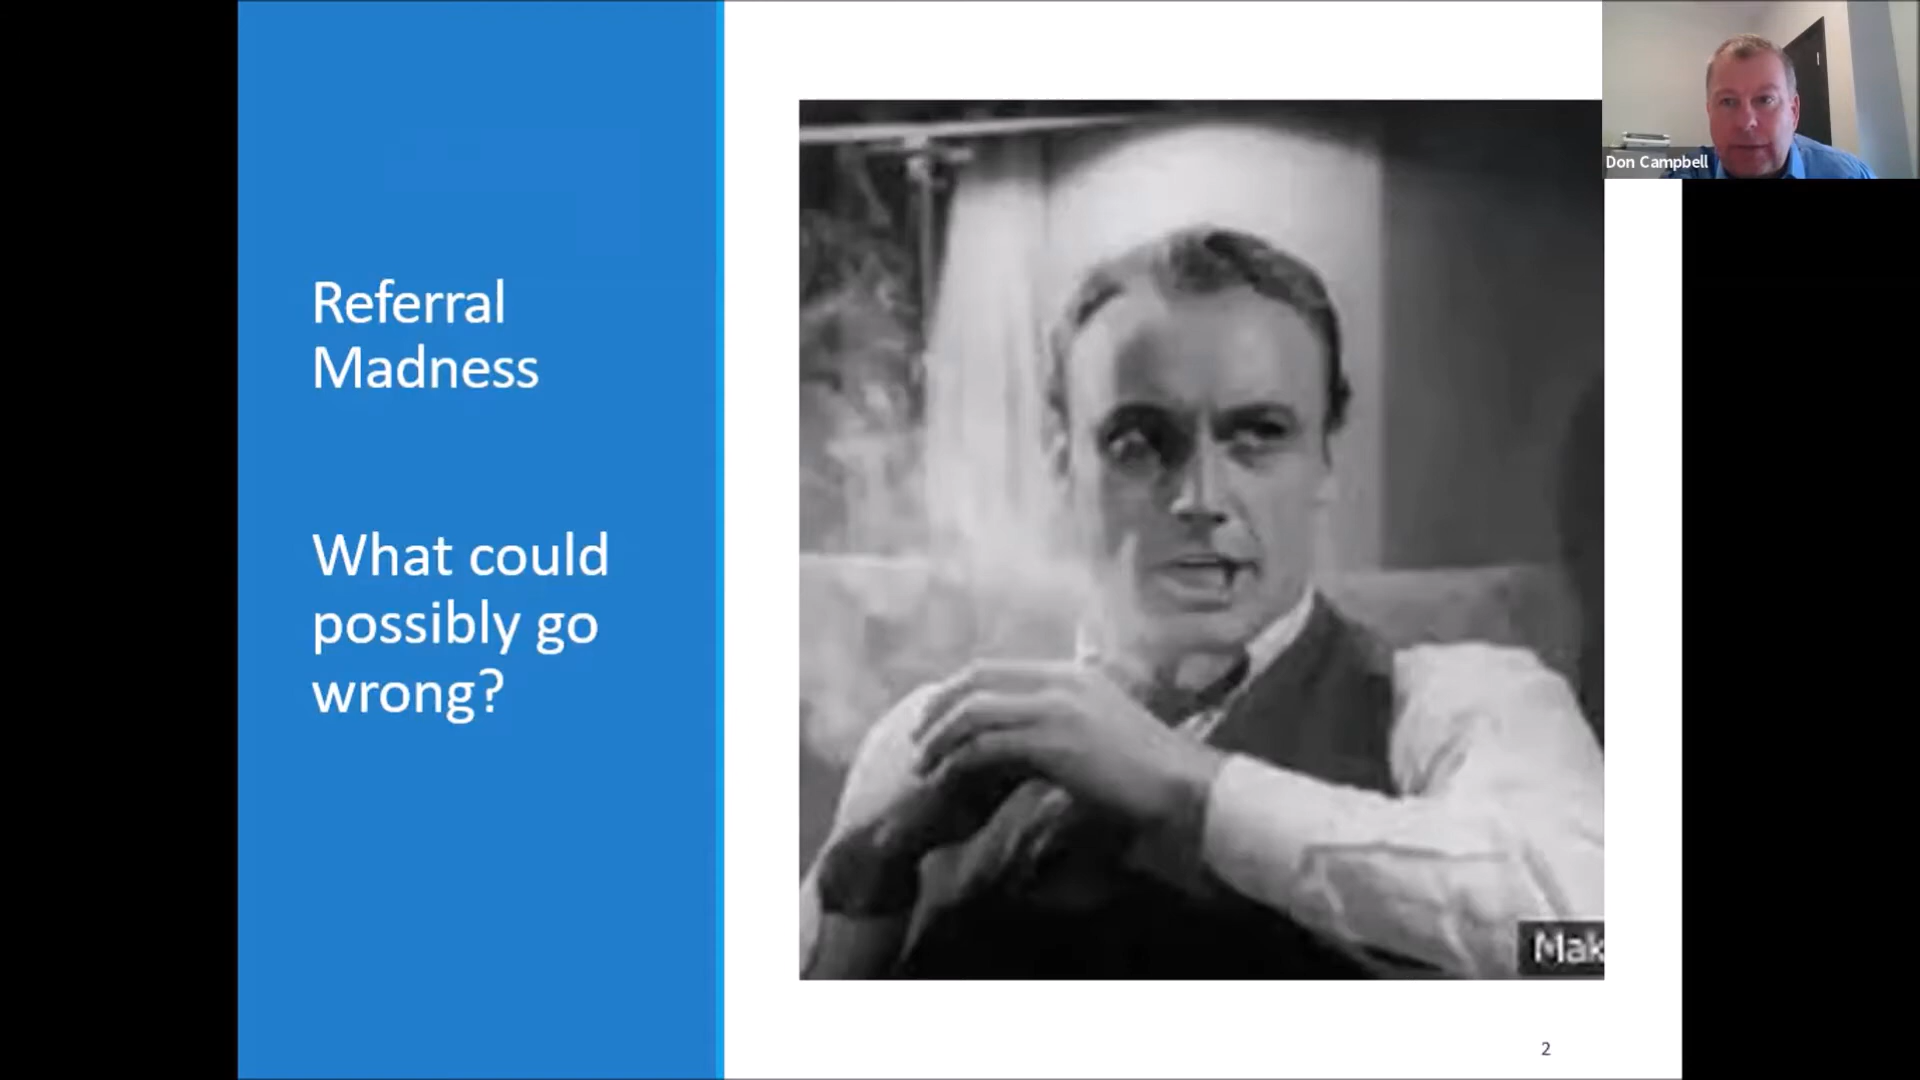 Referral
Madness
What could
possibly go
wrong?
Don Campbell
Mak
2